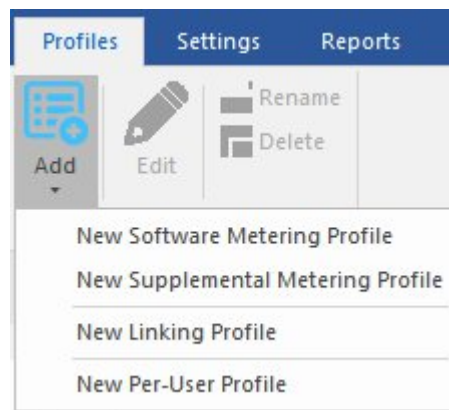 Profiles Settings Reports
Rename
Delete
Add Edit
New Software Metering Profile
New Supplemental Metering Profile
New Linking Profile
New Per-User Profile